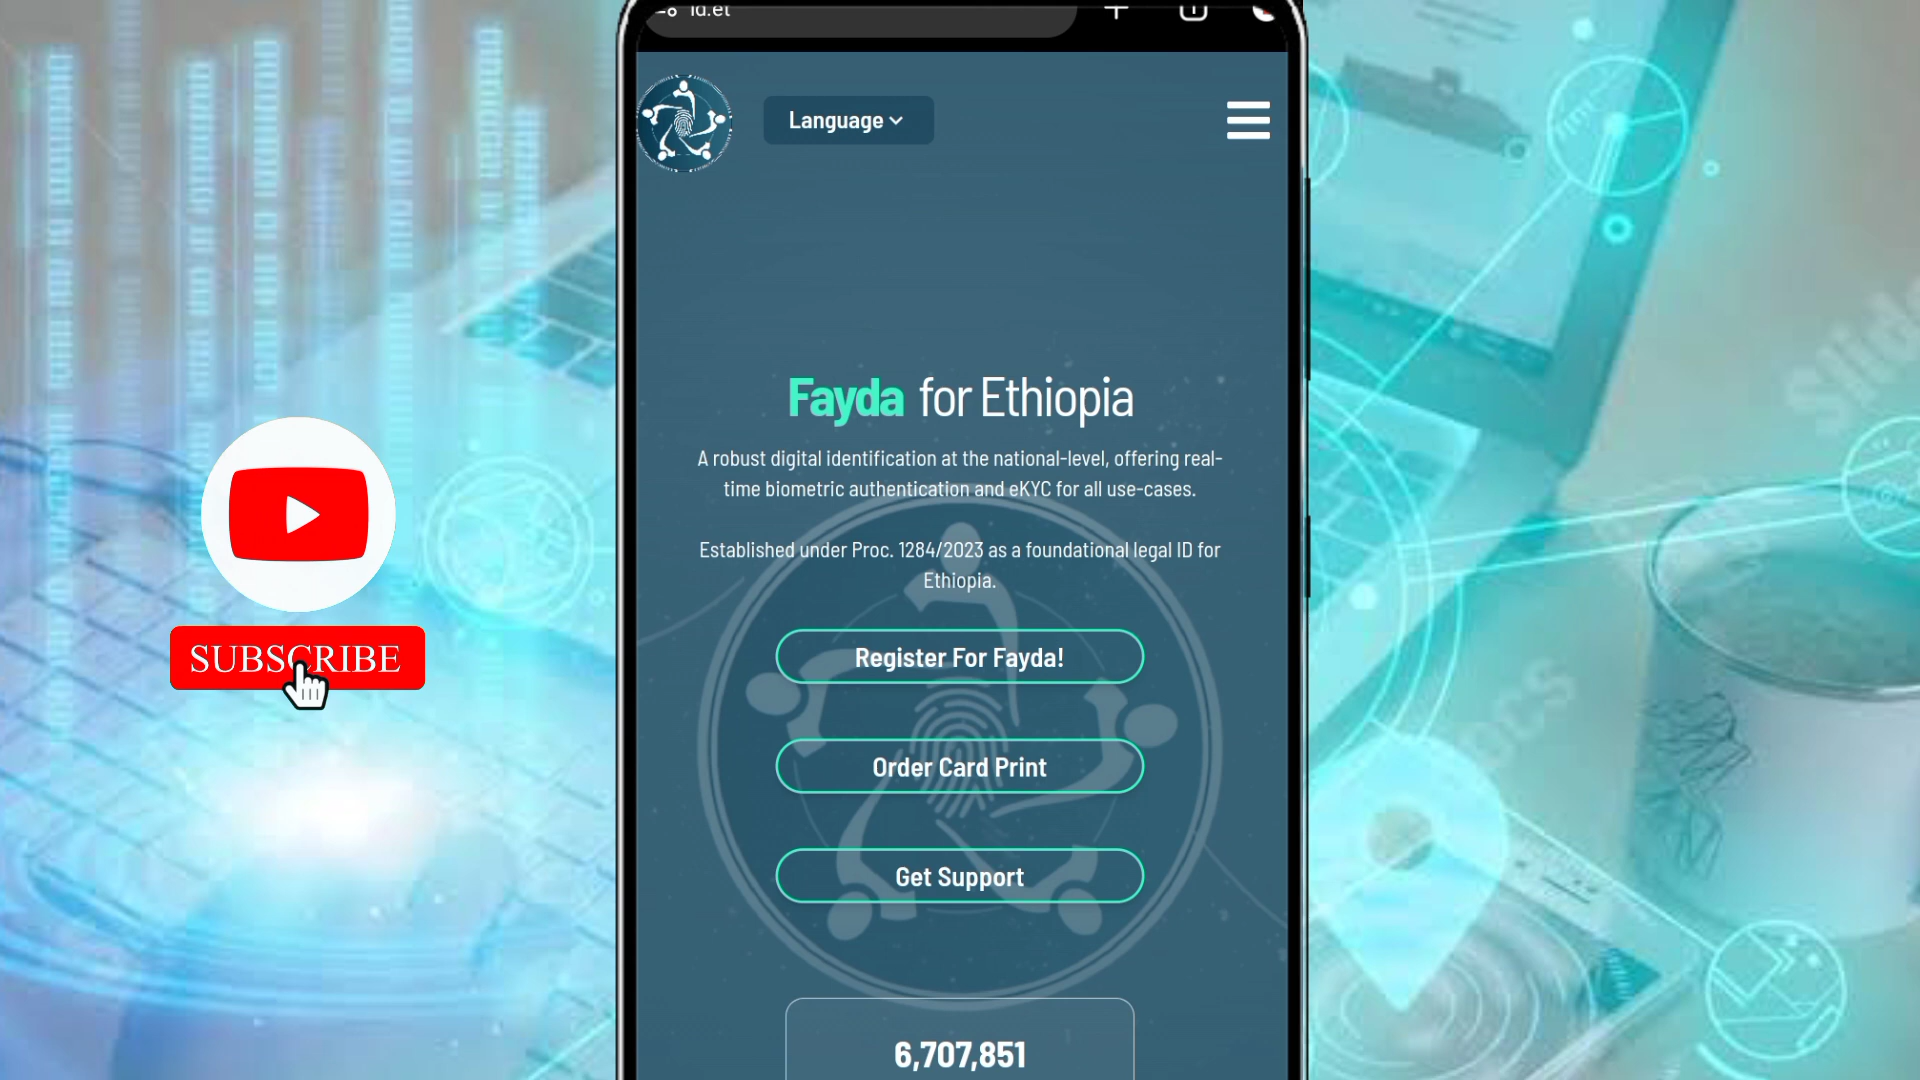 id.et
Language
Fayda for Ethiopia
A robust digital identification at the national-level, offering real-
time biometric authentication and eKYC for all use-cases.
Established under Proc. 1284/2023 as a foundational legal ID for
Ethiopia.
Register For Fayda!
Order Card Print
Get Support
6,707,851
SUBSCRIBE